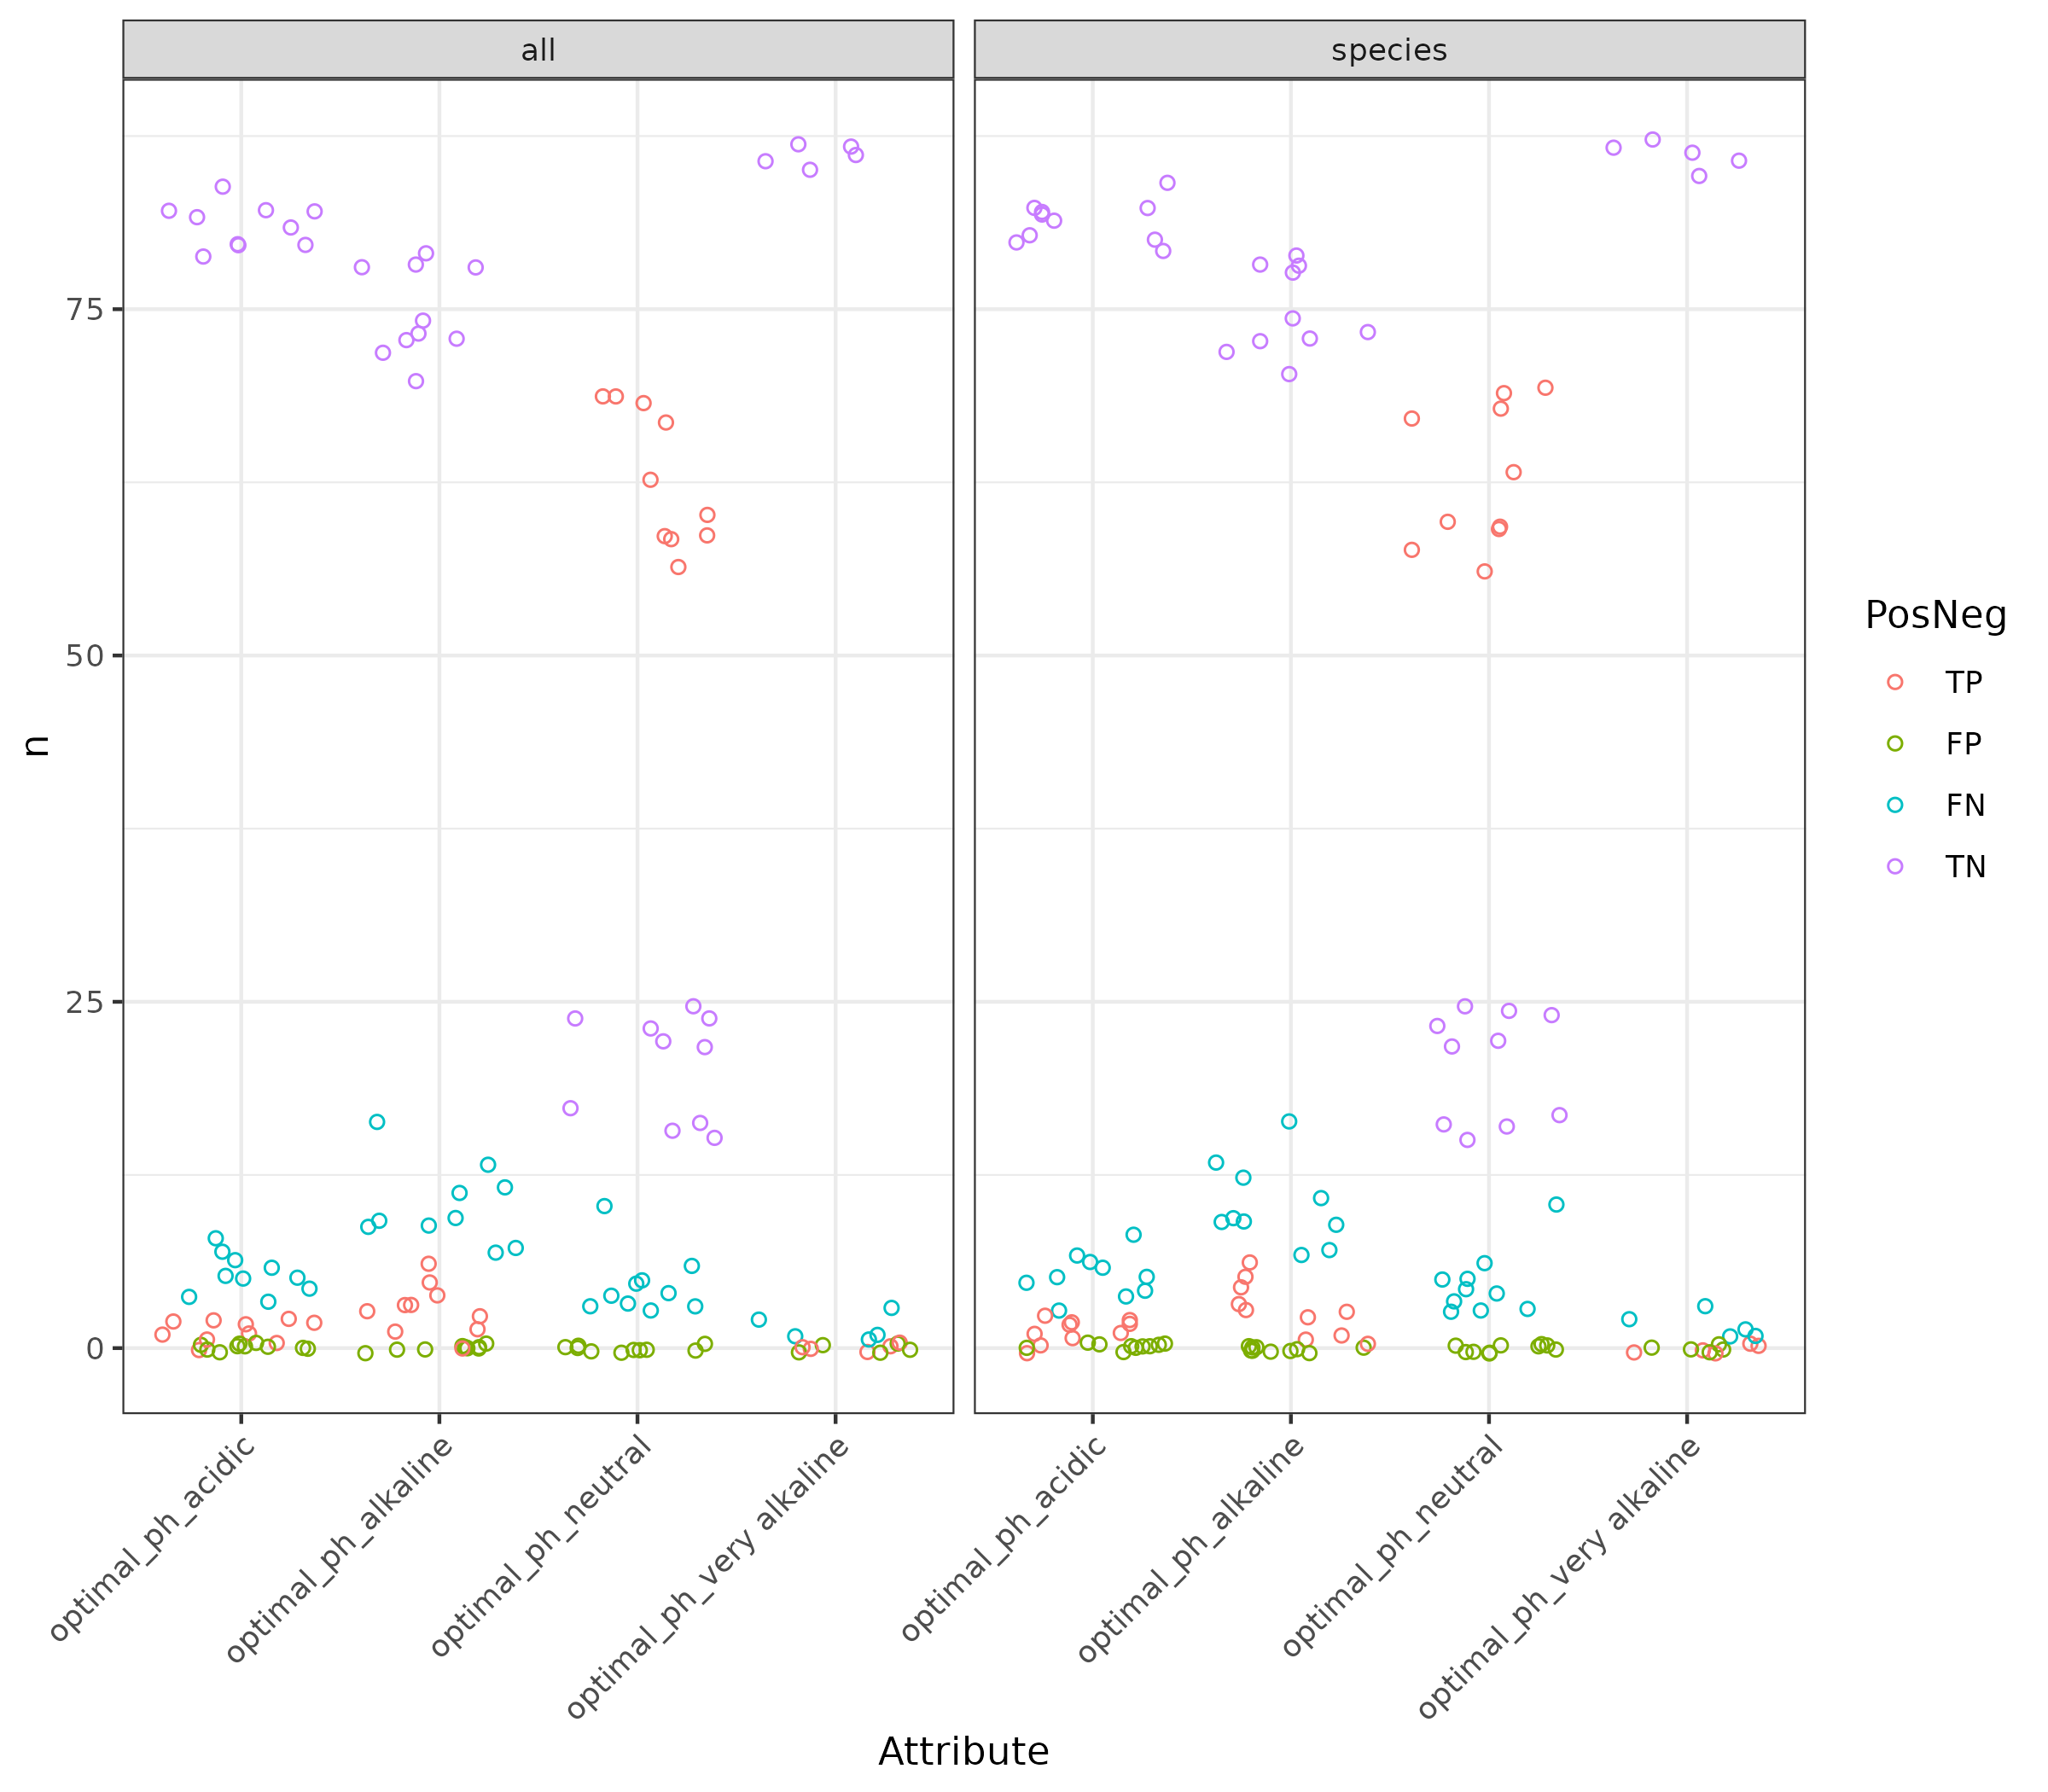 all
species
75
50
25
0
n
optimal_ph_acidic
optimal_ph_alkaline
optimal_ph_neutral
optimal_ph_very alkaline
optimal_ph_acidic
optimal_ph_alkaline
optimal_ph_neutral
optimal_ph_very alkaline
Attribute
PosNeg
TP
FP
FN
TN